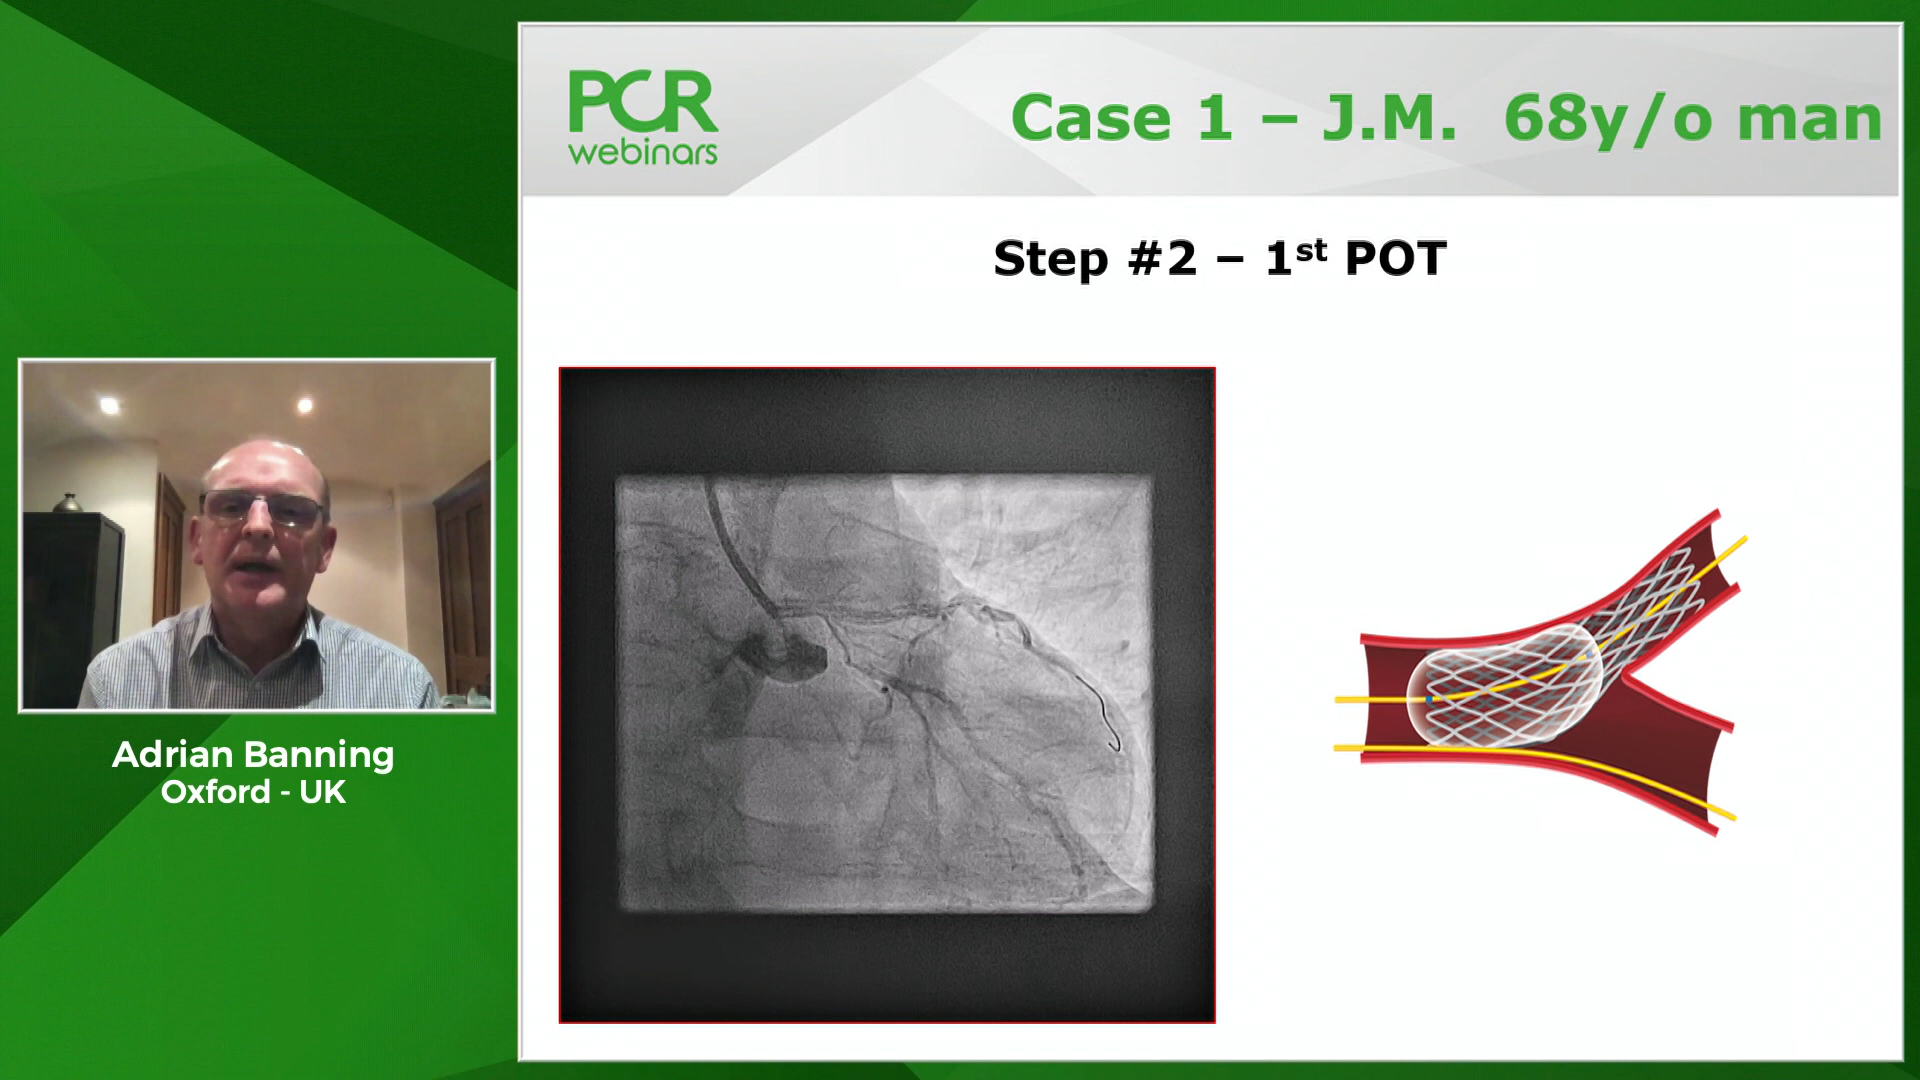 PCR
webinars
Case 1 – J.M. 68y/o man
Step #2 – 1st POT
Adrian Banning
Oxford - UK